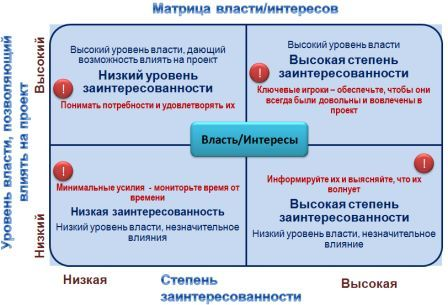 Матрица власти/интересов
Уровень власти, позволяющий
влиять на проект
Высокий
Высокий уровень власти, дающий
возможность влиять на проект
Низкий уровень
заинтересованности
!
Понимать потребности и удовлетворять их
Высокий уровень власти
Высокая степень
заинтересованности
!
Ключевые игроки – обеспечьте, чтобы они
всегда были довольны и вовлечены в
проект
Власть/Интересы
Низкий
!
Минимальные усилия - мониторьте время от
времени
Низкая заинтересованность
Низкий уровень власти, незначительное
влияния
!
Информируйте их и выясняйте, что их
волнует
Высокая степень
заинтересованности
Низкий уровень власти, незначительное
влияние
Низкая
Степень
заинтересованности
Высокая